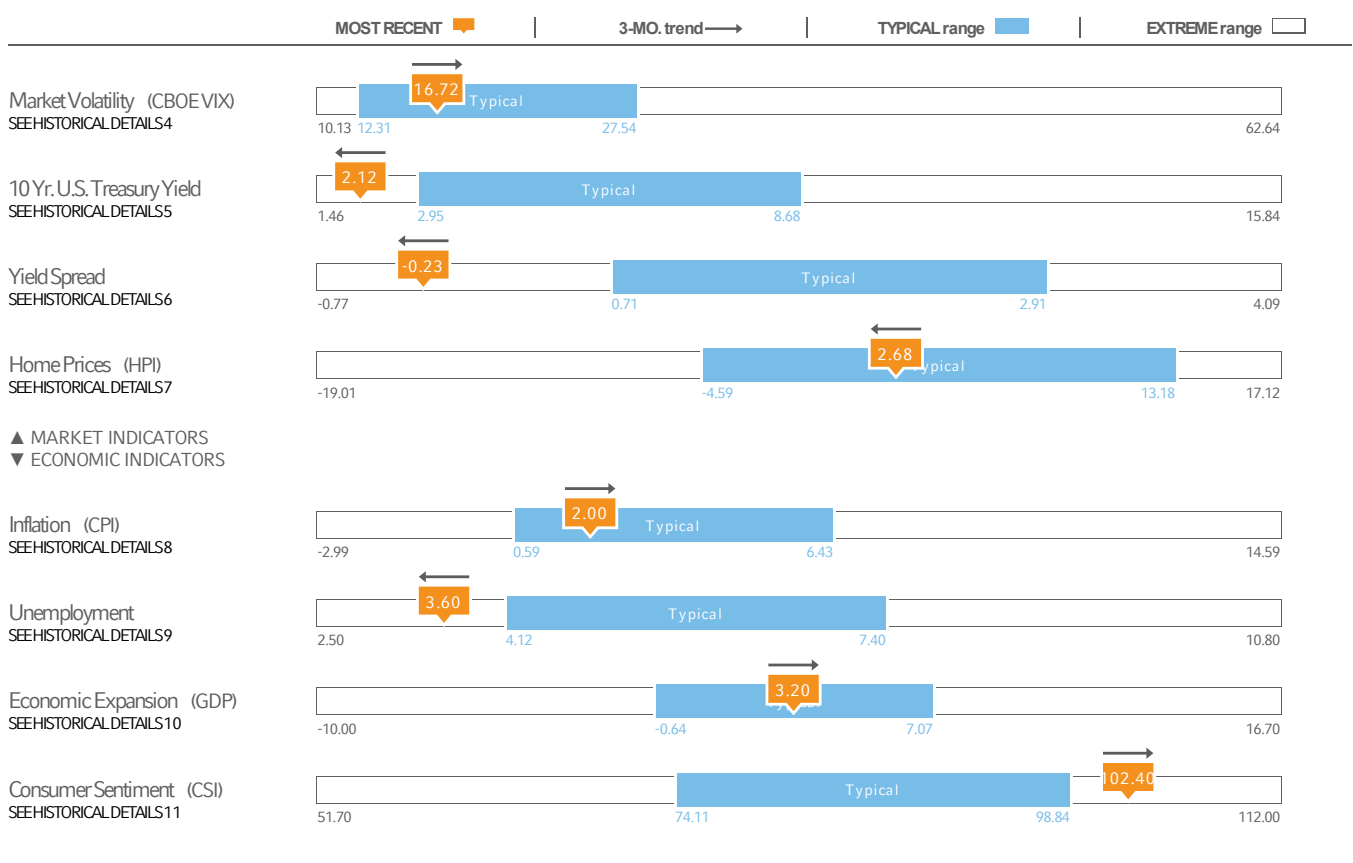 MOST RECENT
3-MO. trend
TYPICAL range
EXTREME range
Market Volatility (CBOE VIX)
SEE HISTORICAL DETAILS 4
16.72
Typical
10.13 12.31 27.54 62.64
10 Yr. U.S. Treasury Yield
SEE HISTORICAL DETAILS 5
2.12
Typical
1.46 2.95 8.68 15.84
Yield Spread
SEE HISTORICAL DETAILS 6
-0.23
Typical
-0.77 0.71 2.91 4.09
Home Prices (HPI)
SEE HISTORICAL DETAILS 7
2.68
Typical
-19.01 -4.59 13.18 17.12
▲ MARKET INDICATORS
▼ ECONOMIC INDICATORS
Inflation (CPI)
SEE HISTORICAL DETAILS 8
2.00
Typical
-2.99 0.59 6.43 14.59
Unemployment
SEE HISTORICAL DETAILS 9
3.60
Typical
2.50 4.12 7.40 10.80
Economic Expansion (GDP)
SEE HISTORICAL DETAILS 10
3.20
Typical
-10.00 -0.64 7.07 16.70
Consumer Sentiment (CSI)
SEE HISTORICAL DETAILS 11
102.40
Typical
51.70 74.11 98.84 112.00